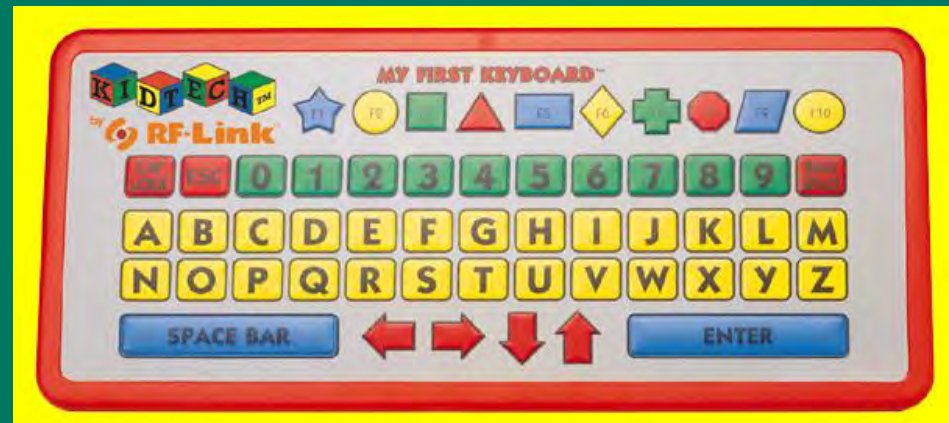 MY FIRST KEYBOARD™
KIDTECH™
by RF-Link
F1 F2 F5 F6 F9 F10
ESC 0 1 2 3 4 5 6 7 8 9
A B C D E F G H I J K L M
N O P Q R S T U V W X Y Z
SPACE BAR ENTER